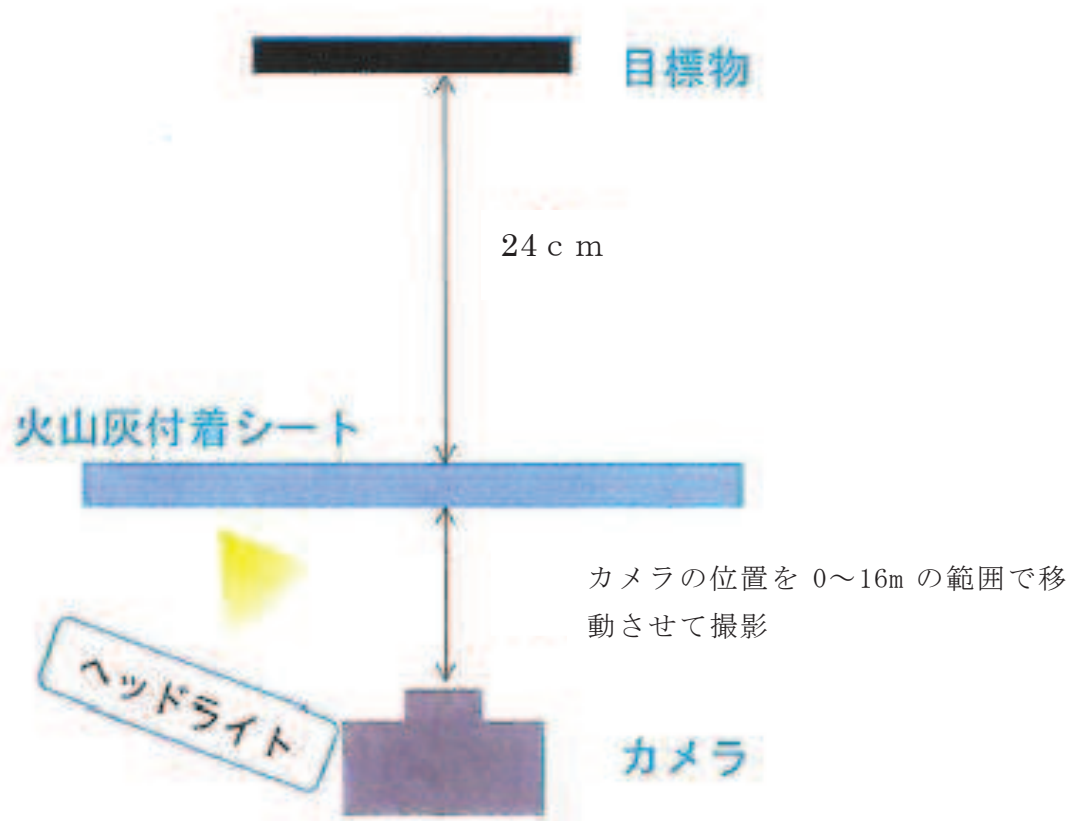 目標物
24ｃｍ
火山灰付着シート
カメラの位置を 0～16m の範囲で移
動させて撮影
ヘッドライト
カメラ